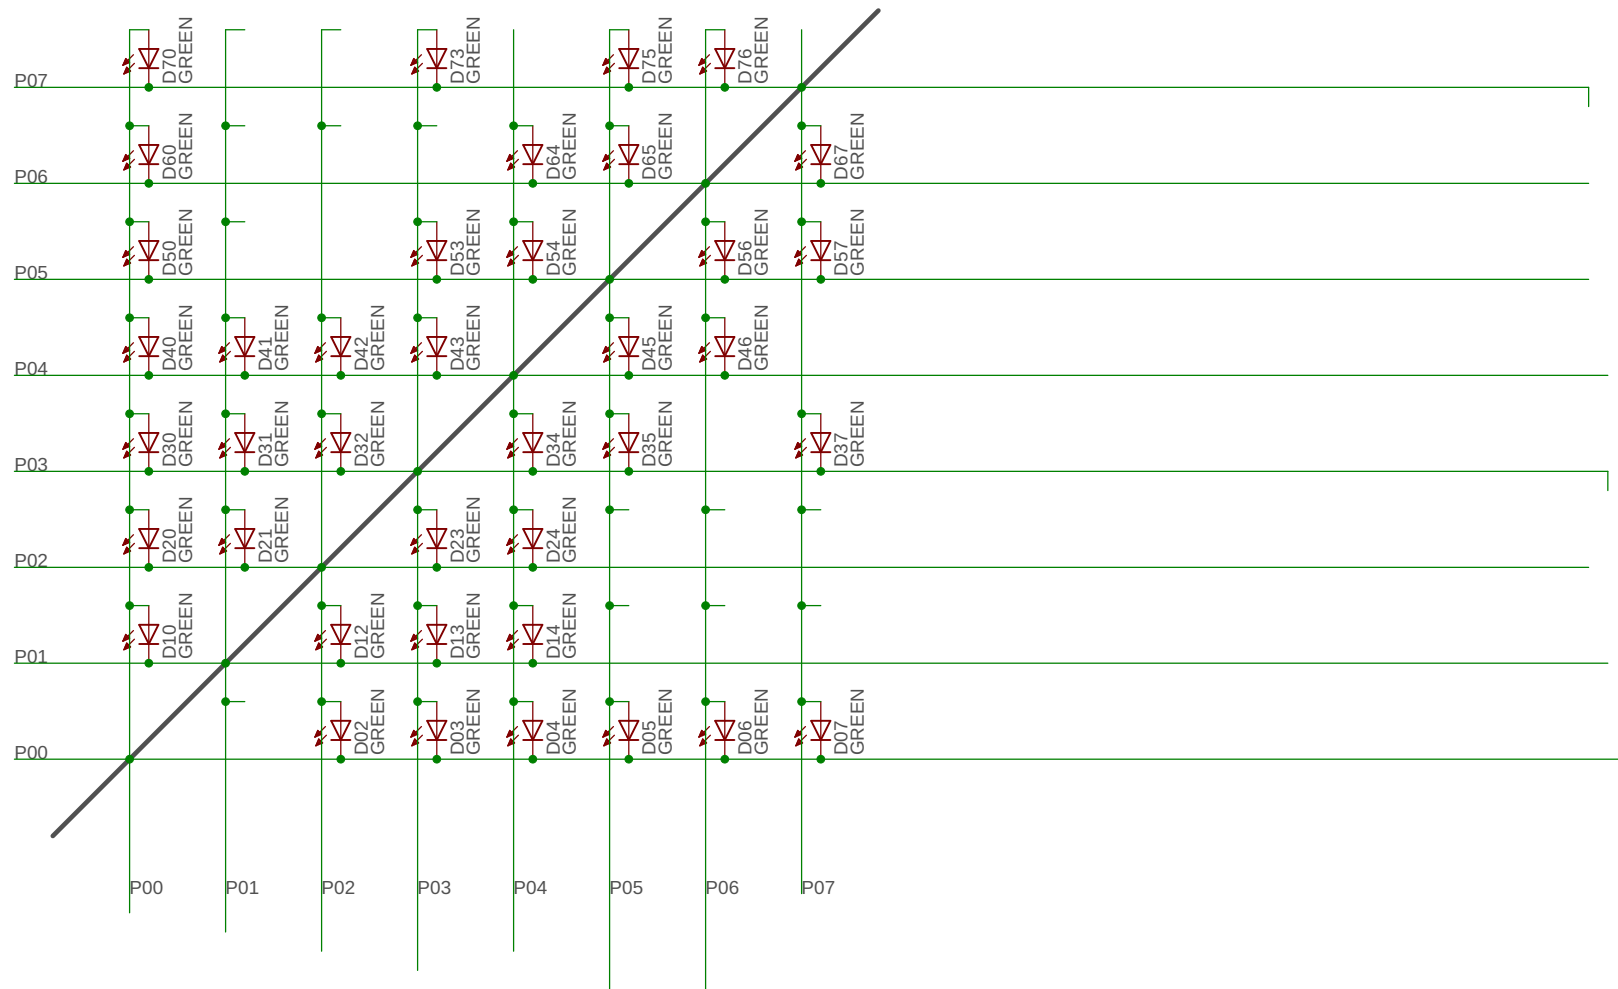 P07
D70
GREEN
D73
GREEN
D75
GREEN
D76
GREEN
P06
D60
GREEN
D64
GREEN
D65
GREEN
D67
GREEN
P05
D50
GREEN
D53
GREEN
D54
GREEN
D56
GREEN
D57
GREEN
P04
D40
GREEN
D41
GREEN
D42
GREEN
D43
GREEN
D45
GREEN
D46
GREEN
P03
D30
GREEN
D31
GREEN
D32
GREEN
D34
GREEN
D35
GREEN
D37
GREEN
P02
D20
GREEN
D21
GREEN
D23
GREEN
D24
GREEN
P01
D10
GREEN
D12
GREEN
D13
GREEN
D14
GREEN
P00
D02
GREEN
D03
GREEN
D04
GREEN
D05
GREEN
D06
GREEN
D07
GREEN
P00
P01
P02
P03
P04
P05
P06
P07